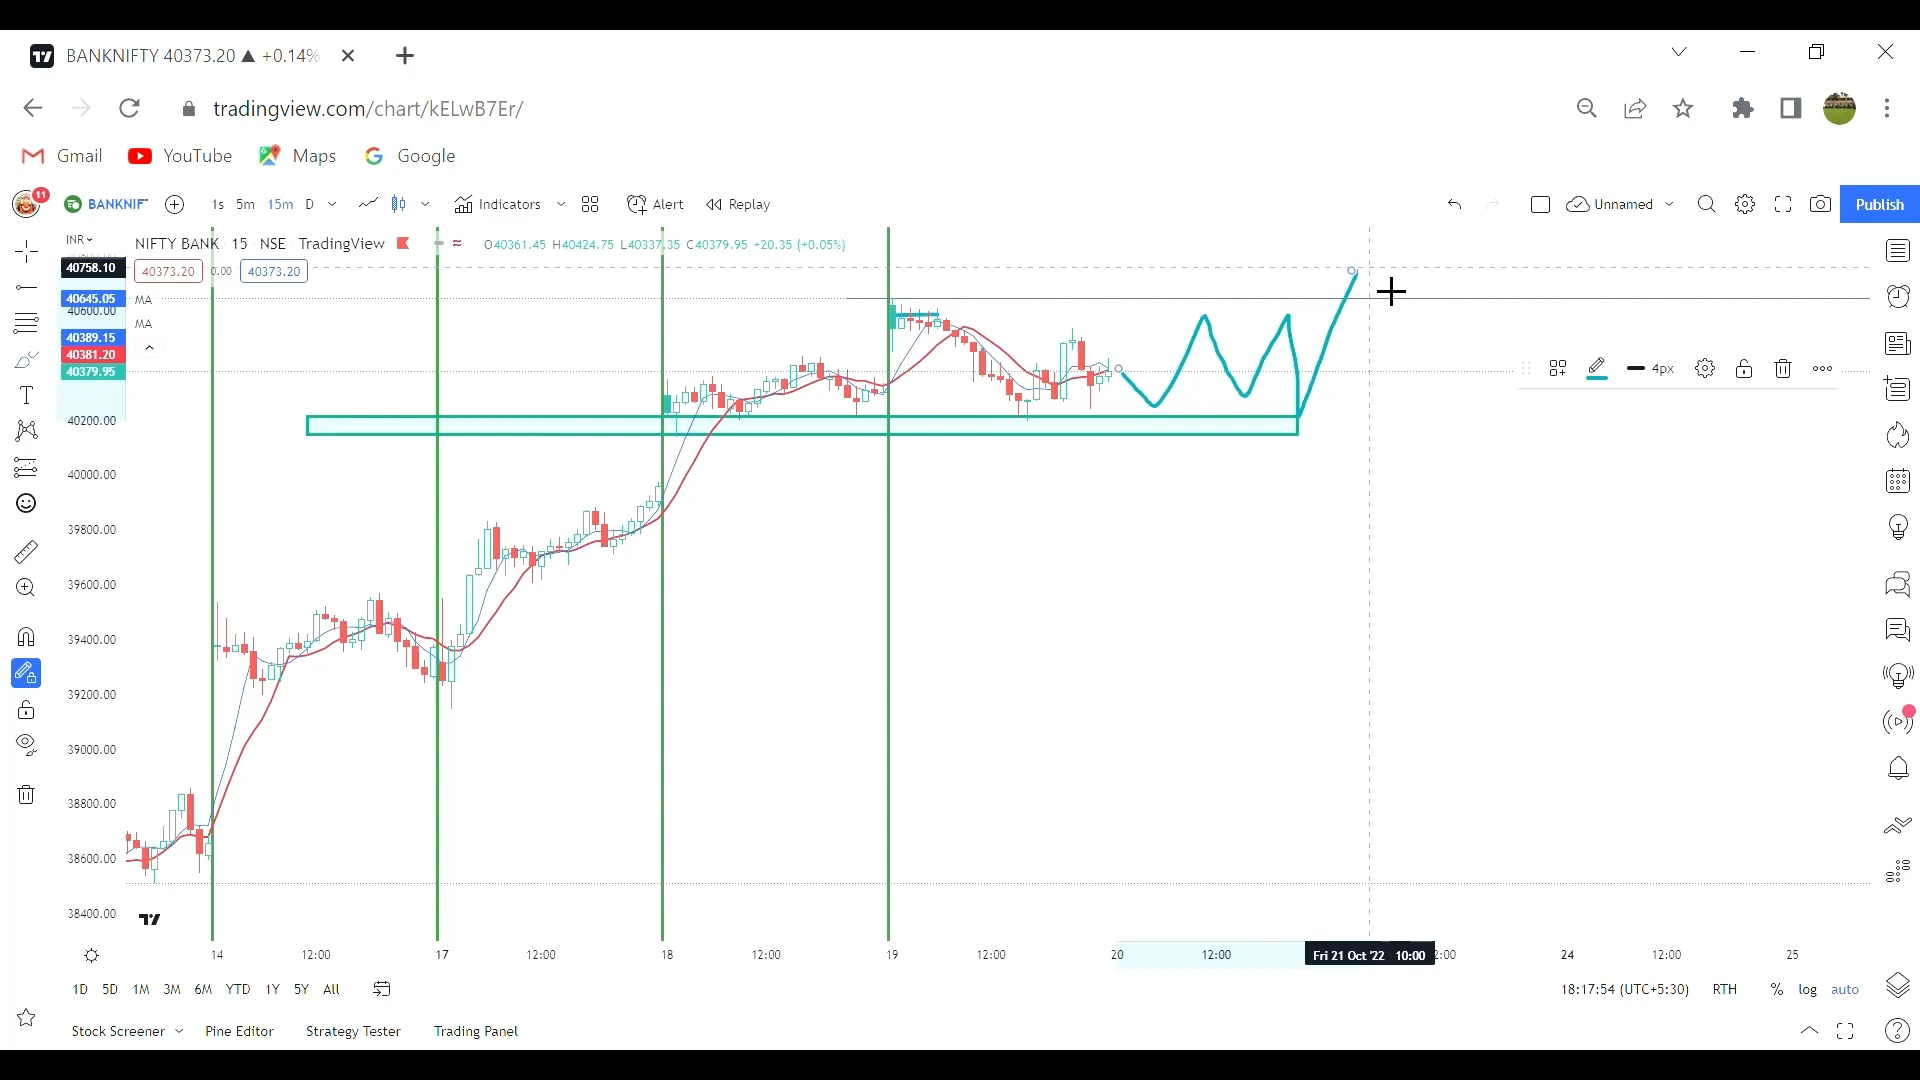 BANKNIFTY 40373.20 ▲ +0.14%
tradingview.com/chart/kELwB7Er/
Gmail YouTube Maps Google
11 BANKNIF 1s 5m 15m D Indicators Alert Replay Unnamed Publish
INR NIFTY BANK 15 NSE TradingView O40361.45 H40424.75 L40337.35 C40379.95 +20.35 (+0.05%)
40758.10 40373.20 0.00 40373.20
40645.05 MA
40600.00
MA
40389.15
40381.20
40379.95
4px
40200.00
40000.00
39800.00
39600.00
39400.00
39200.00
39000.00
38800.00
38600.00
38400.00
14 12:00 17 12:00 18 12:00 19 12:00 20 12:00 Fri 21 Oct '22 10:00 2:00 24 12:00 25
1D 5D 1M 3M 6M YTD 1Y 5Y All 18:17:54 (UTC+5:30) RTH % log auto
Stock Screener Pine Editor Strategy Tester Trading Panel